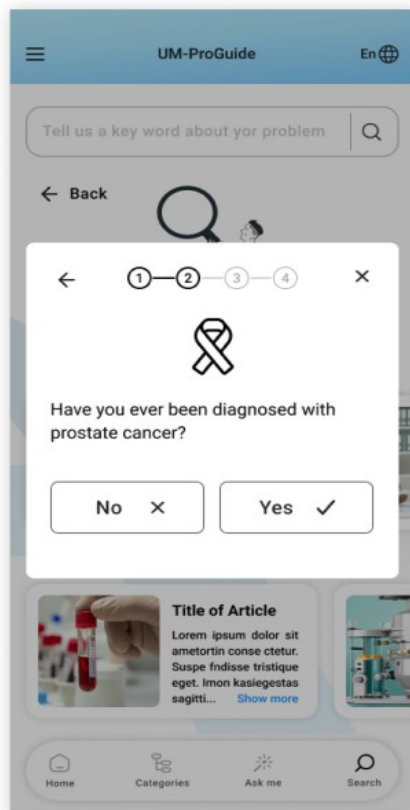 UM-ProGuide
En
Tell us a key word about yor problem
Back
1 2 3 4
Have you ever been diagnosed with
prostate cancer?
No
Yes
Title of Article
Lorem ipsum dolor sit
ametortin conse ctetur.
Suspe fndisse tristique
eget. Imon kasiegestas
sagitti... Show more
Home
Categories
Ask me
Search